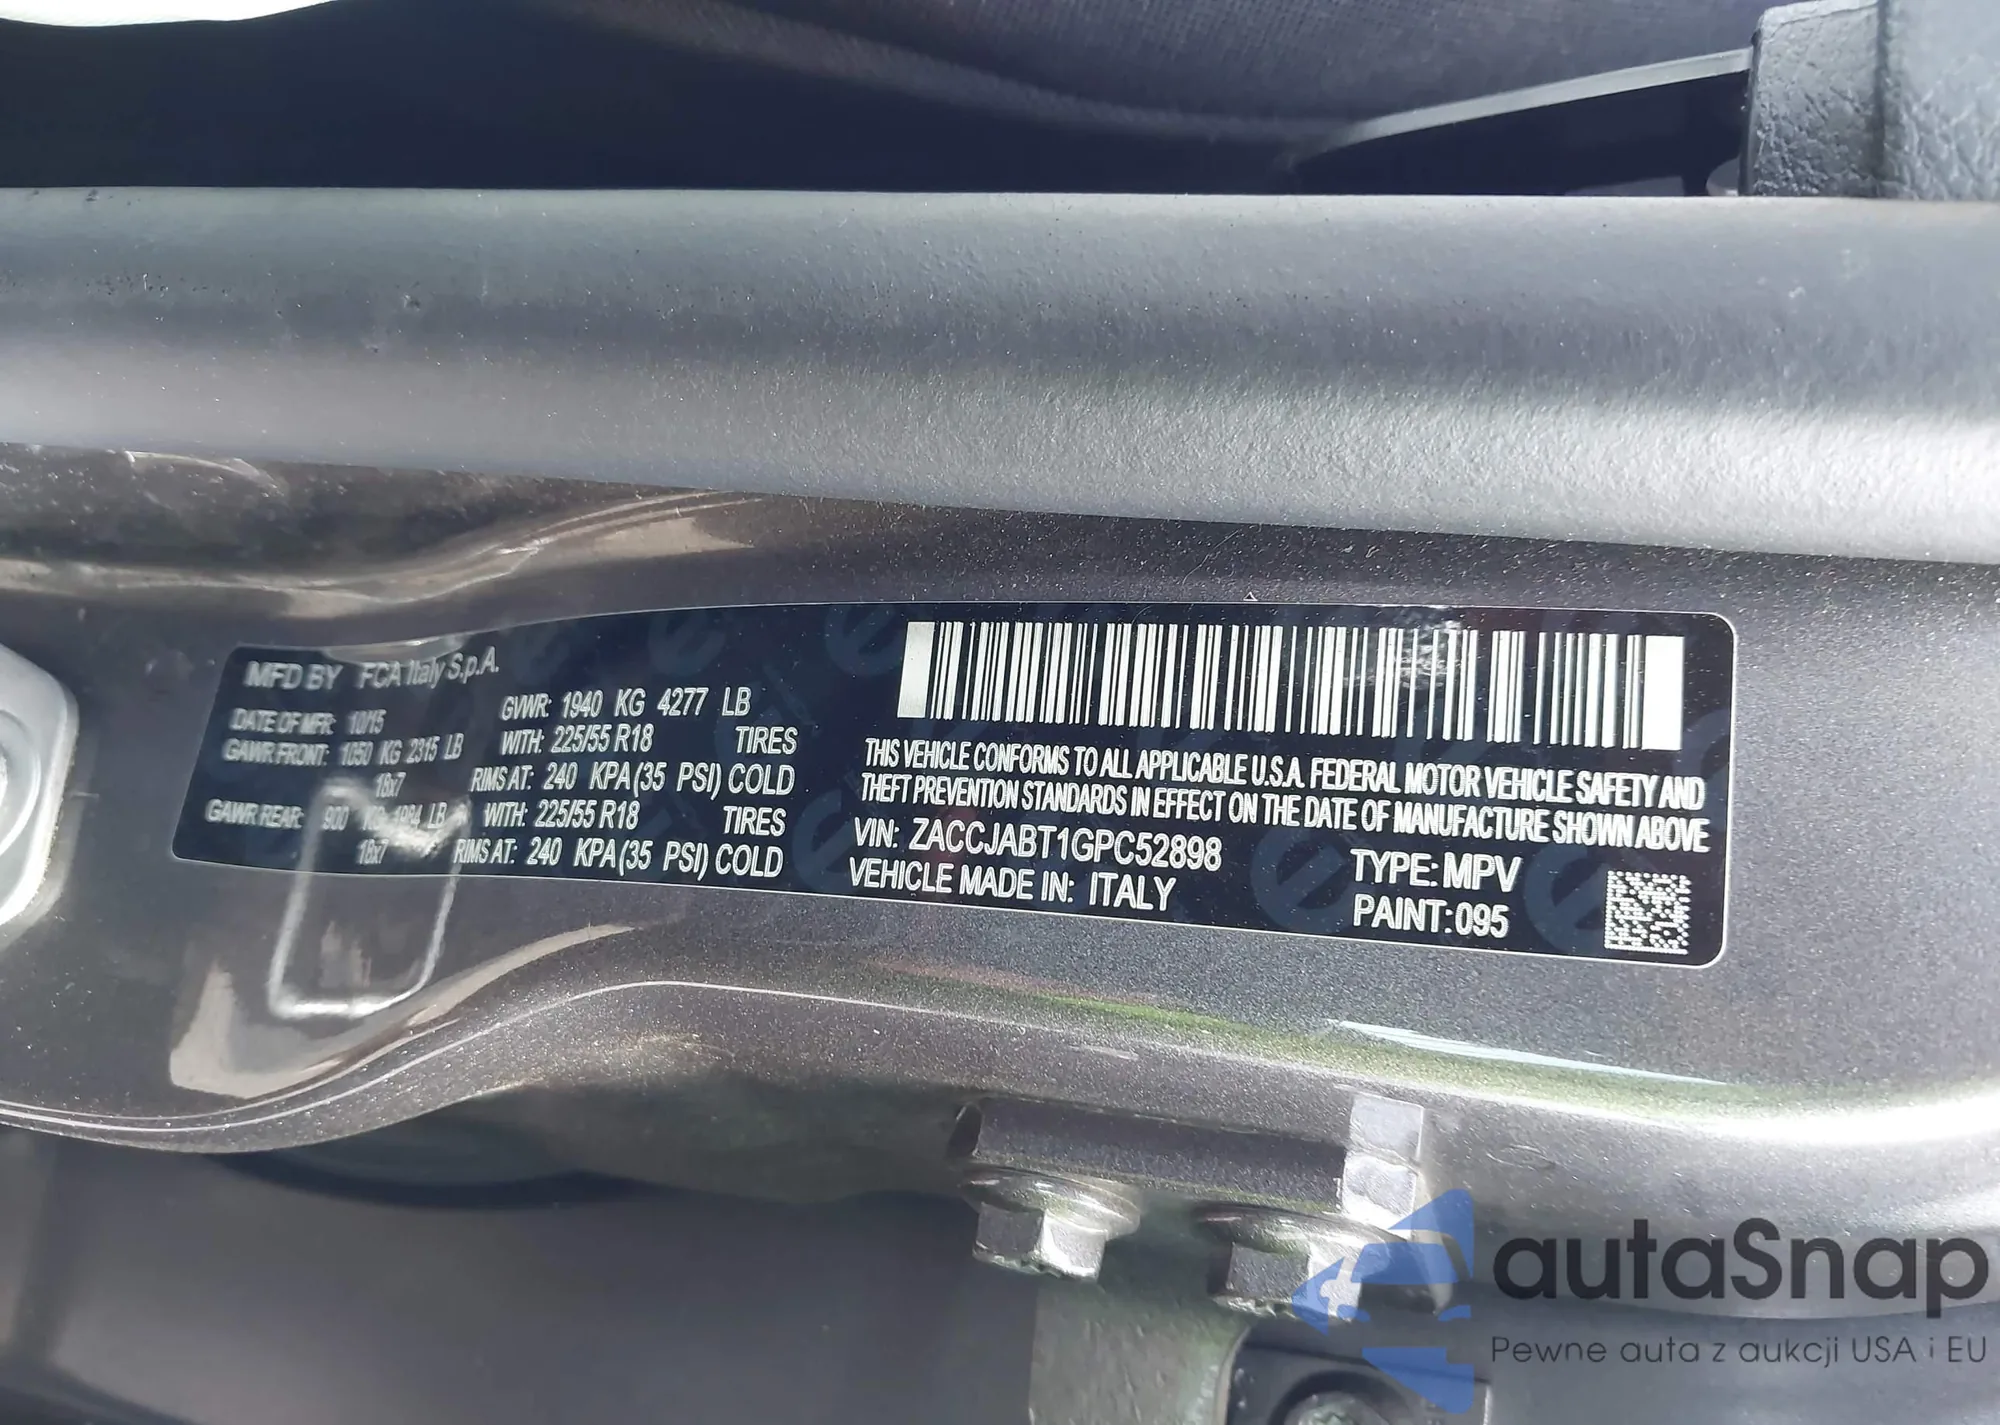 MFD BY FCA Italy S.p.A.
DATE OF MFR: 10/15
GVWR: 1940 KG 4277 LB
GAWR FRONT: 1050 KG 2315 LB WITH: 225/55 R18 TIRES
18x7 RIMS AT: 240 KPA(35 PSI) COLD
GAWR REAR: 900 KG 1984 LB WITH: 225/55 R18 TIRES
18x7 RIMS AT: 240 KPA(35 PSI) COLD
THIS VEHICLE CONFORMS TO ALL APPLICABLE U.S.A. FEDERAL MOTOR VEHICLE SAFETY AND
THEFT PREVENTION STANDARDS IN EFFECT ON THE DATE OF MANUFACTURE SHOWN ABOVE
VIN: ZACCJABT1GPC52898 TYPE: MPV
VEHICLE MADE IN: ITALY PAINT: 095
autaSnap
Pewne auta z aukcji USA i EU